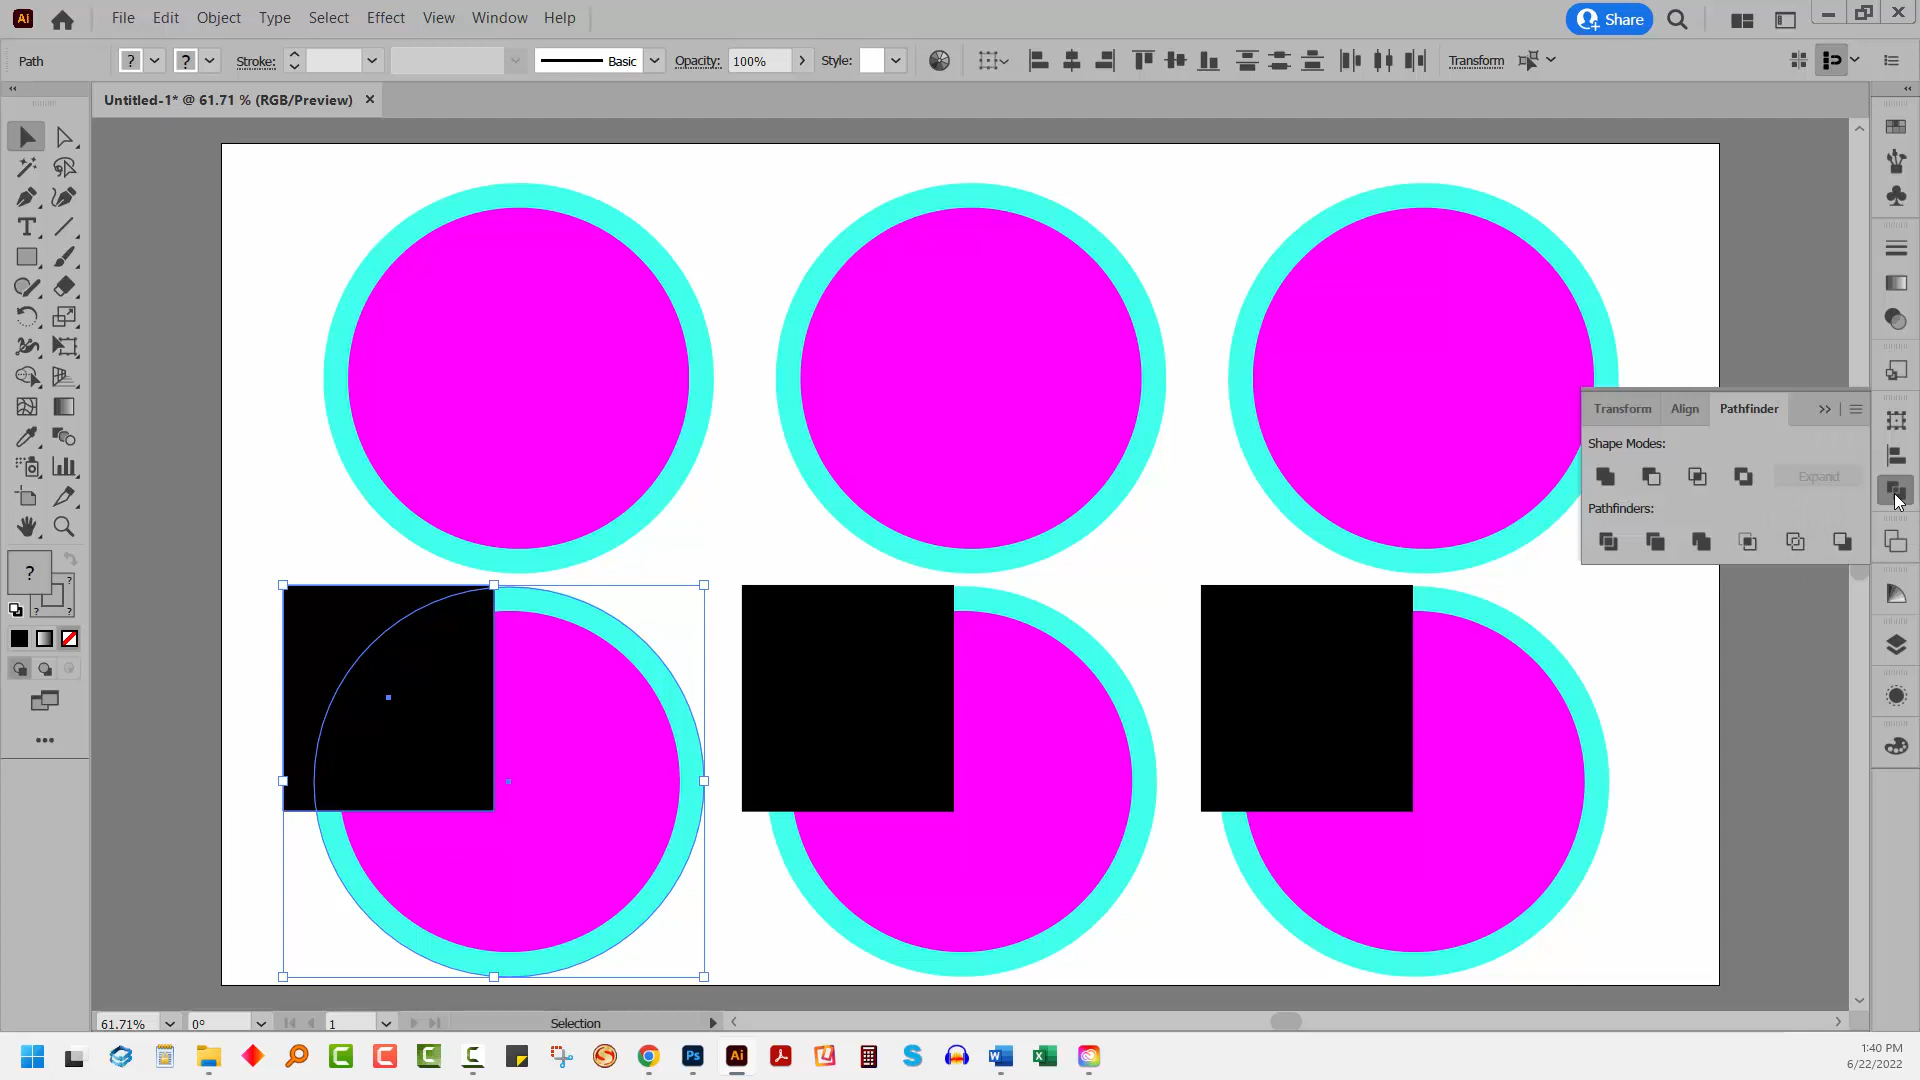 Ai File Edit Object Type Select Effect View Window Help Share
Path ? ? Stroke: Basic Opacity: 100% Style: Transform
Untitled-1* @ 61.71 % (RGB/Preview)
Transform Align Pathfinder
Shape Modes:
Expand
Pathfinders:
?
?
? ?
61.71% 0° 1 Selection
Ps Ai
1:40 PM
6/22/2022